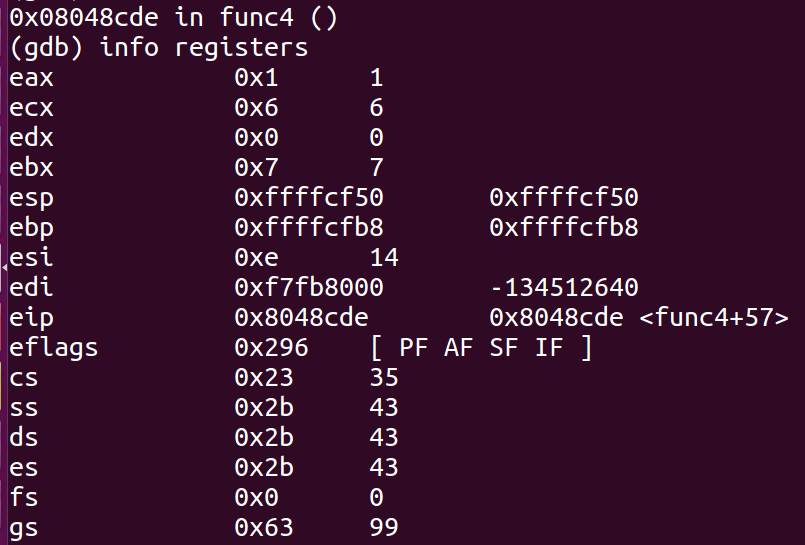 0x08048cde in func4 ()
(gdb) info registers
eax 0x1 1
ecx 0x6 6
edx 0x0 0
ebx 0x7 7
esp 0xffffcf50 0xffffcf50
ebp 0xffffcfb8 0xffffcfb8
esi 0xe 14
edi 0xf7fb8000 -134512640
eip 0x8048cde 0x8048cde <func4+57>
eflags 0x296 [ PF AF SF IF ]
cs 0x23 35
ss 0x2b 43
ds 0x2b 43
es 0x2b 43
fs 0x0 0
gs 0x63 99